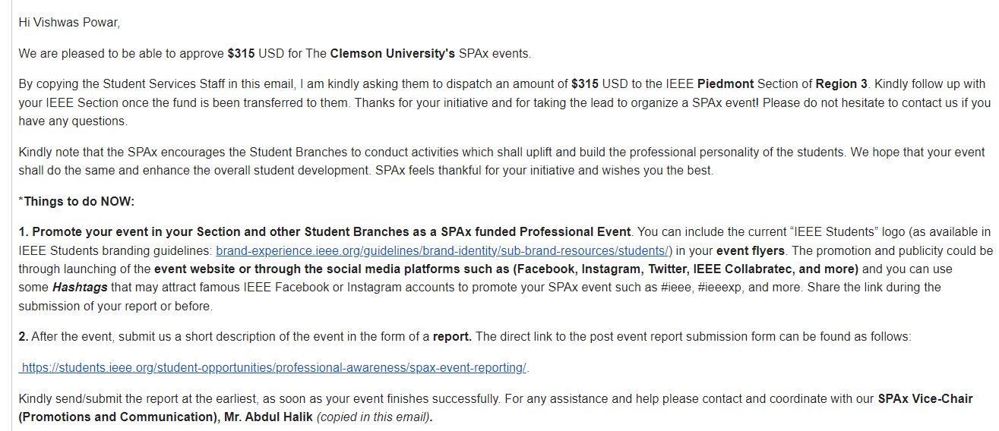 Hi Vishwas Powar,
We are pleased to be able to approve $315 USD for The Clemson University's SPAx events.
By copying the Student Services Staff in this email, I am kindly asking them to dispatch an amount of $315 USD to the IEEE Piedmont Section of Region 3. Kindly follow up with
your IEEE Section once the fund is been transferred to them. Thanks for your initiative and for taking the lead to organize a SPAx event! Please do not hesitate to contact us if you
have any questions.
Kindly note that the SPAx encourages the Student Branches to conduct activities which shall uplift and build the professional personality of the students. We hope that your event
shall do the same and enhance the overall student development. SPAx feels thankful for your initiative and wishes you the best.
*Things to do NOW:
1. Promote your event in your Section and other Student Branches as a SPAx funded Professional Event. You can include the current “IEEE Students” logo (as available in
IEEE Students branding guidelines: brand-experience.ieee.org/guidelines/brand-identity/sub-brand-resources/students/) in your event flyers. The promotion and publicity could be
through launching of the event website or through the social media platforms such as (Facebook, Instagram, Twitter, IEEE Collabratec, and more) and you can use
some Hashtags that may attract famous IEEE Facebook or Instagram accounts to promote your SPAx event such as #ieee, #ieeexp, and more. Share the link during the
submission of your report or before.
2. After the event, submit us a short description of the event in the form of a report. The direct link to the post event report submission form can be found as follows:
https://students.ieee.org/student-opportunities/professional-awareness/spax-event-reporting/.
Kindly send/submit the report at the earliest, as soon as your event finishes successfully. For any assistance and help please contact and coordinate with our SPAx Vice-Chair
(Promotions and Communication), Mr. Abdul Halik (copied in this email).